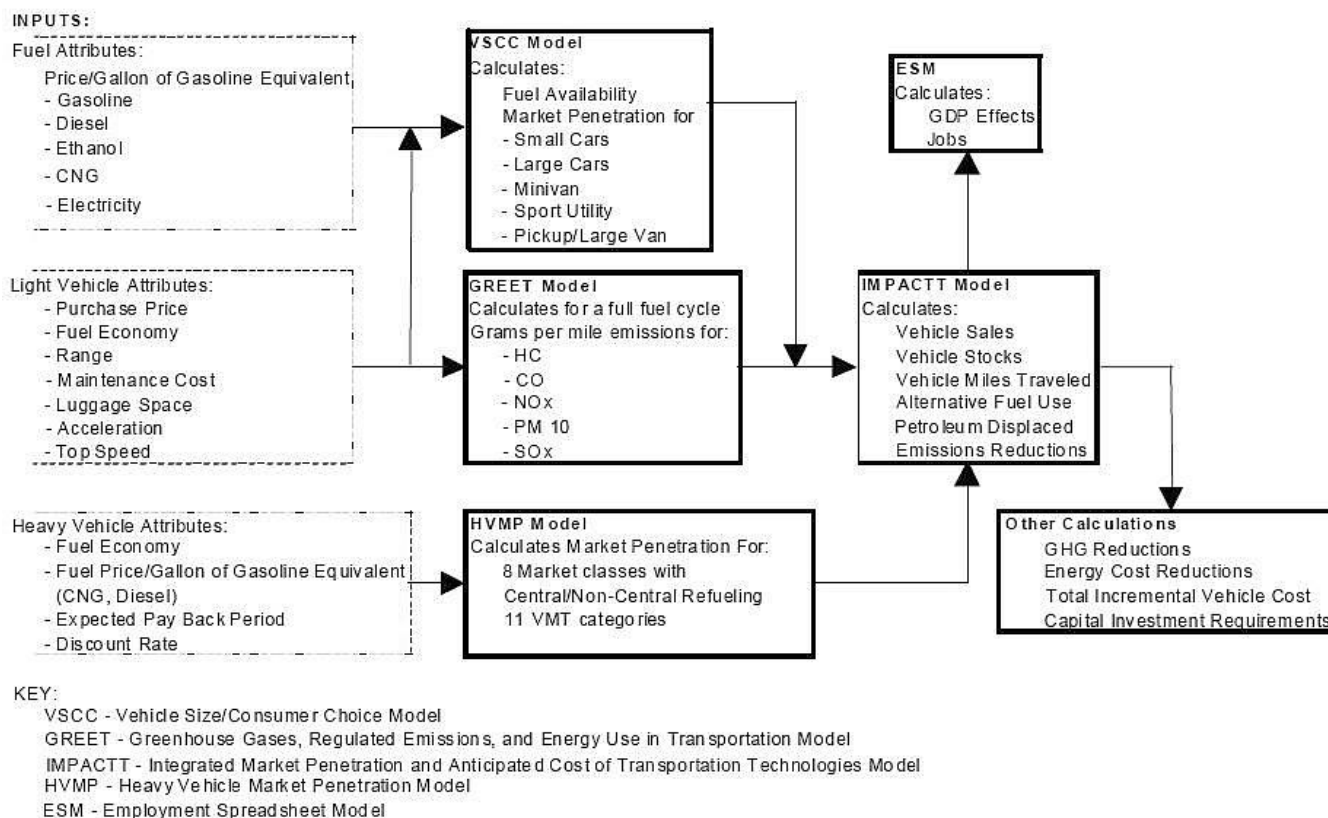 INPUTS:
Fuel Attributes:
Price/Gallon of Gasoline Equivalent
- Gasoline
- Diesel
- Ethanol
- CNG
- Electricity
VSCC Model
Calculates:
Fuel Availability
Market Penetration for
- Small Cars
- Large Cars
- Minivan
- Sport Utility
- Pickup/Large Van
ESM
Calculates:
GDP Effects
Jobs
Light Vehicle Attributes:
- Purchase Price
- Fuel Economy
- Range
- Maintenance Cost
- Luggage Space
- Acceleration
- Top Speed
GREET Model
Calculates for a full fuel cycle
Grams per mile emissions for:
- HC
- CO
- NOx
- PM 10
- SOx
IMPACTT Model
Calculates:
Vehicle Sales
Vehicle Stocks
Vehicle Miles Traveled
Alternative Fuel Use
Petroleum Displaced
Emissions Reductions
Heavy Vehicle Attributes:
- Fuel Economy
- Fuel Price/Gallon of Gasoline Equivalent
(CNG, Diesel)
- Expected Pay Back Period
- Discount Rate
HVMP Model
Calculates Market Penetration For:
8 Market classes with
Central/Non-Central Refueling
11 VMT categories
Other Calculations
GHG Reductions
Energy Cost Reductions
Total Incremental Vehicle Cost
Capital Investment Requirements
KEY:
VSCC - Vehicle Size/Consumer Choice Model
GREET - Greenhouse Gases, Regulated Emissions, and Energy Use in Transportation Model
IMPACTT - Integrated Market Penetration and Anticipated Cost of Transportation Technologies Model
HVMP - Heavy Vehicle Market Penetration Model
ESM - Employment Spreadsheet Model